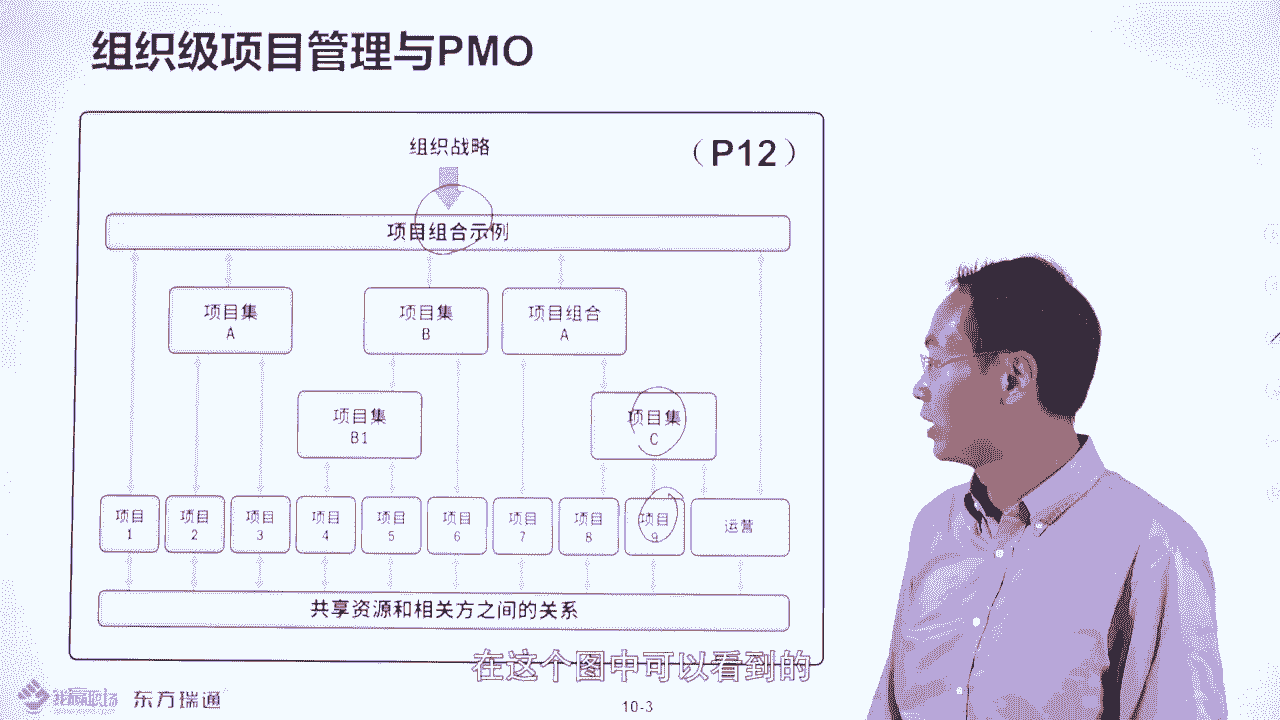 组织级项目管理与PMO
组织战略
（P12）
项目组合示例
项目集
A
项目集
B
项目组合
A
项目集
B1
项目集
C
项目
1
项目
2
项目
3
项目
4
项目
5
项目
6
项目
7
项目
8
项目
9
运营
共享资源和相关方之间的关系
在这个图中可以看到的
东方瑞通
10-3